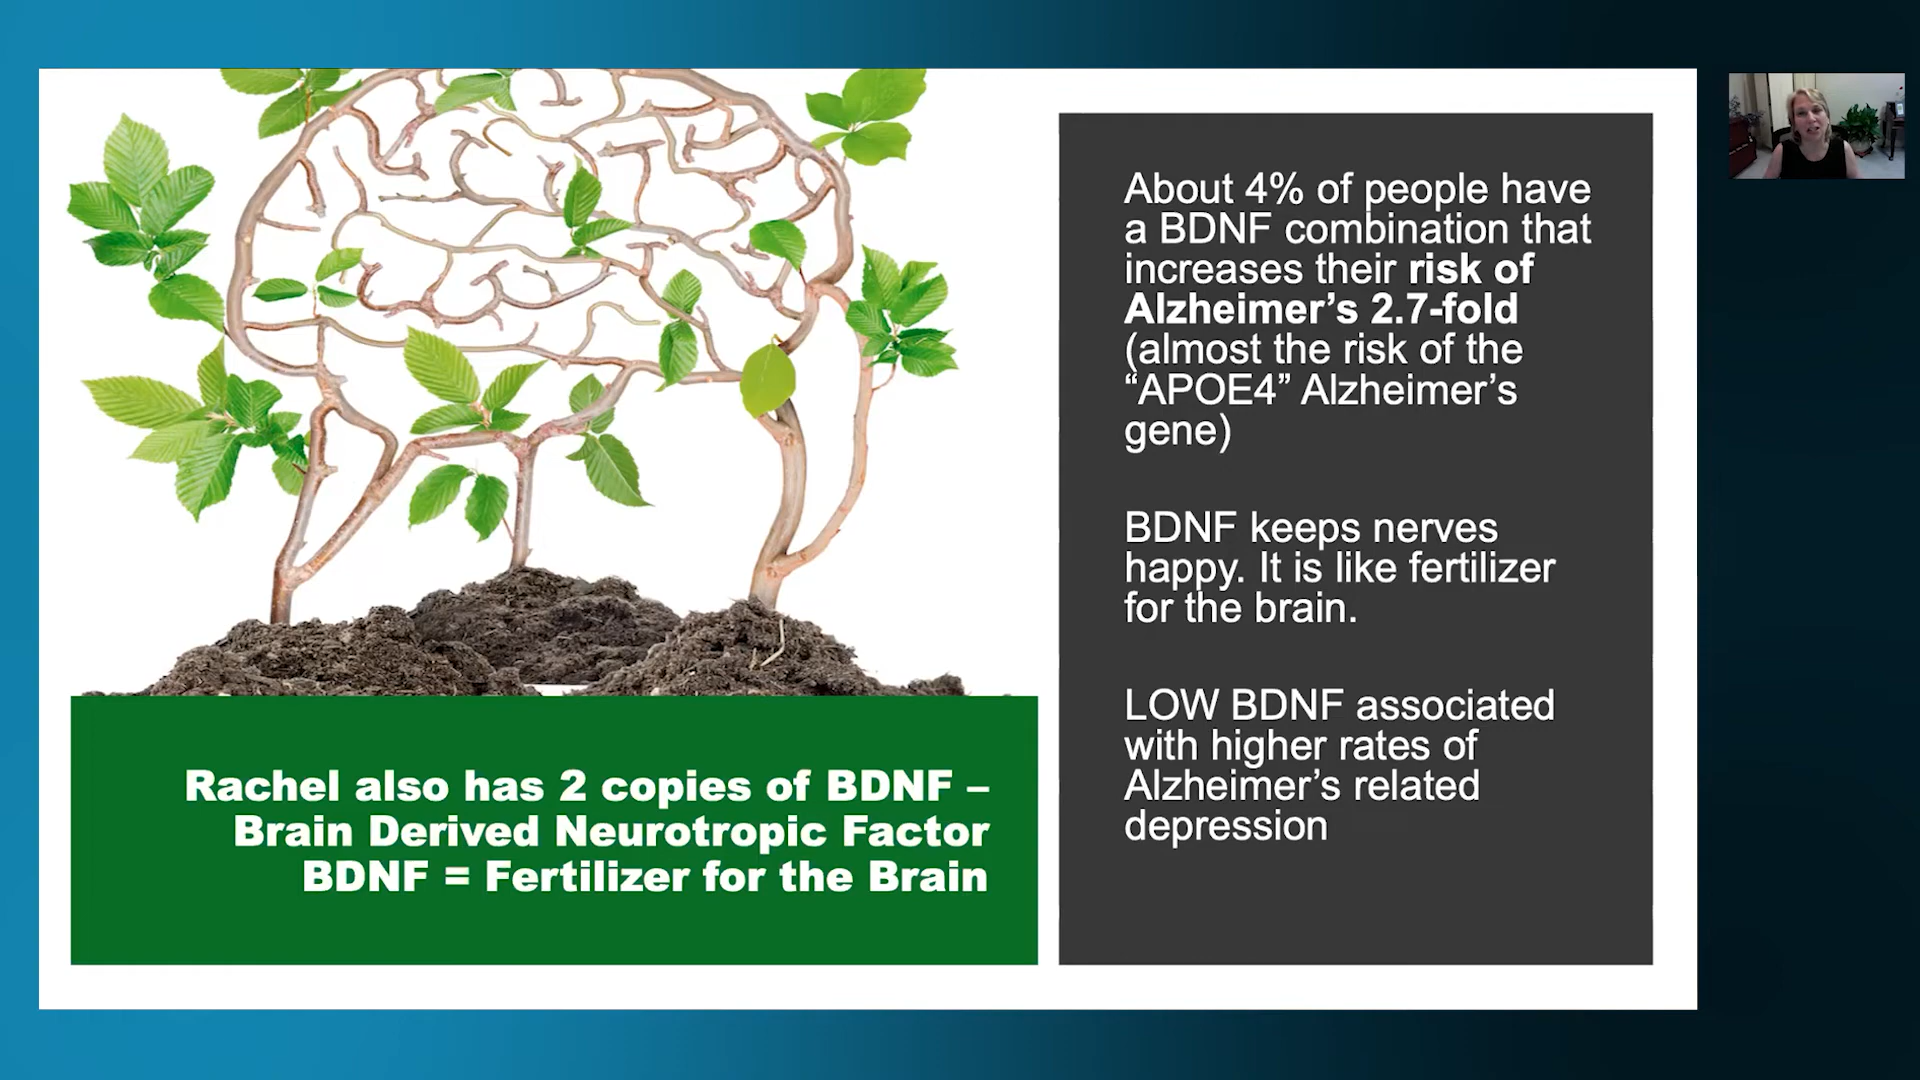 Rachel also has 2 copies of BDNF –
Brain Derived Neurotropic Factor
BDNF = Fertilizer for the Brain
About 4% of people have
a BDNF combination that
increases their risk of
Alzheimer’s 2.7-fold
(almost the risk of the
“APOE4” Alzheimer’s
gene)
BDNF keeps nerves
happy. It is like fertilizer
for the brain.
LOW BDNF associated
with higher rates of
Alzheimer’s related
depression